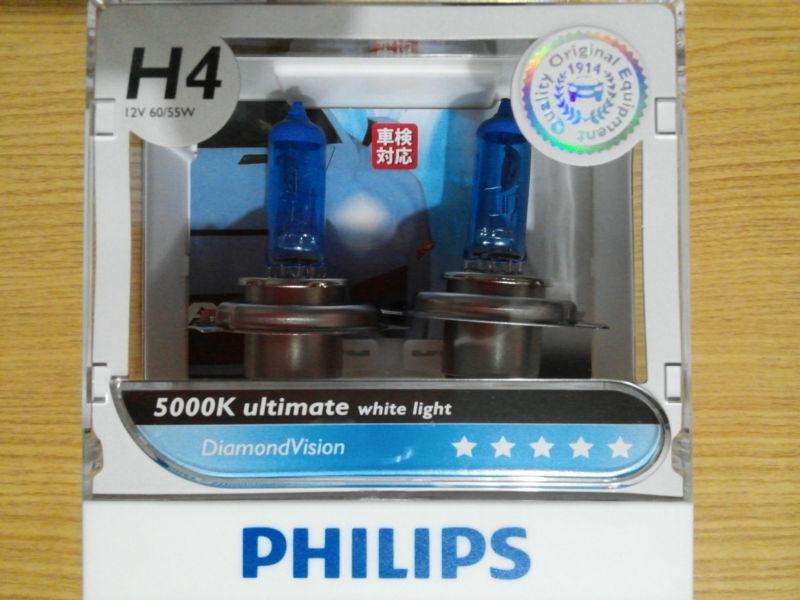 H4
12V 60/55W
Quality Original Equipment
1914
車検
対応
5000K ultimate white light
DiamondVision
PHILIPS